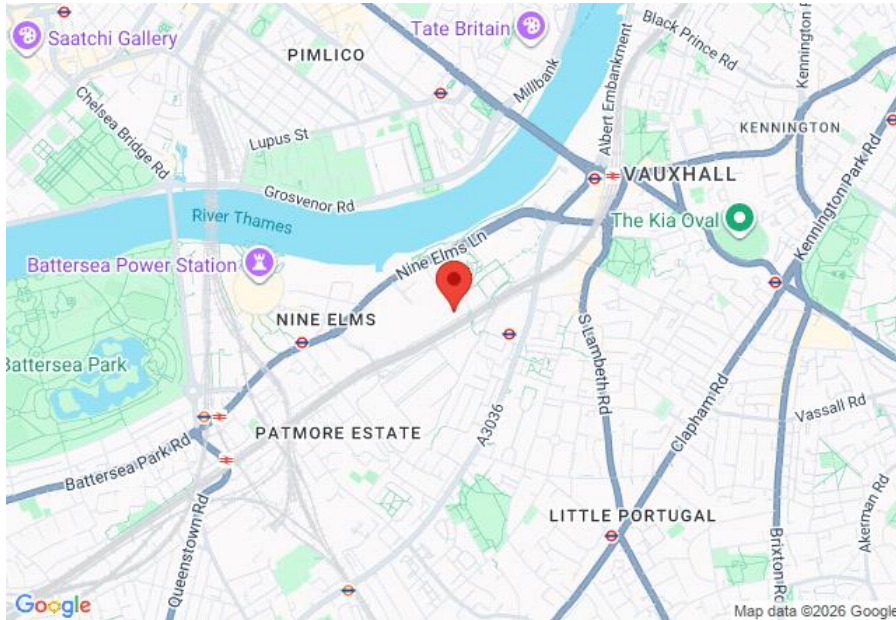 Saatchi Gallery
PIMLICO
Tate Britain
Black Prince Rd
Kennington
Millbank
Albert Embankment
Chelsea Bridge Rd
Lupus St
KENNINGTON
Grosvenor Rd
VAUXHALL
Kennington Park Rd
River Thames
The Kia Oval
Nine Elms Ln
Battersea Power Station
NINE ELMS
S Lambeth Rd
Battersea Park
Clapham Rd
A3036
Vassall Rd
PATMORE ESTATE
Battersea Park Rd
Queenstown Rd
LITTLE PORTUGAL
Brixton Rd
Akerman Rd
Google
Map data ©2026 Google